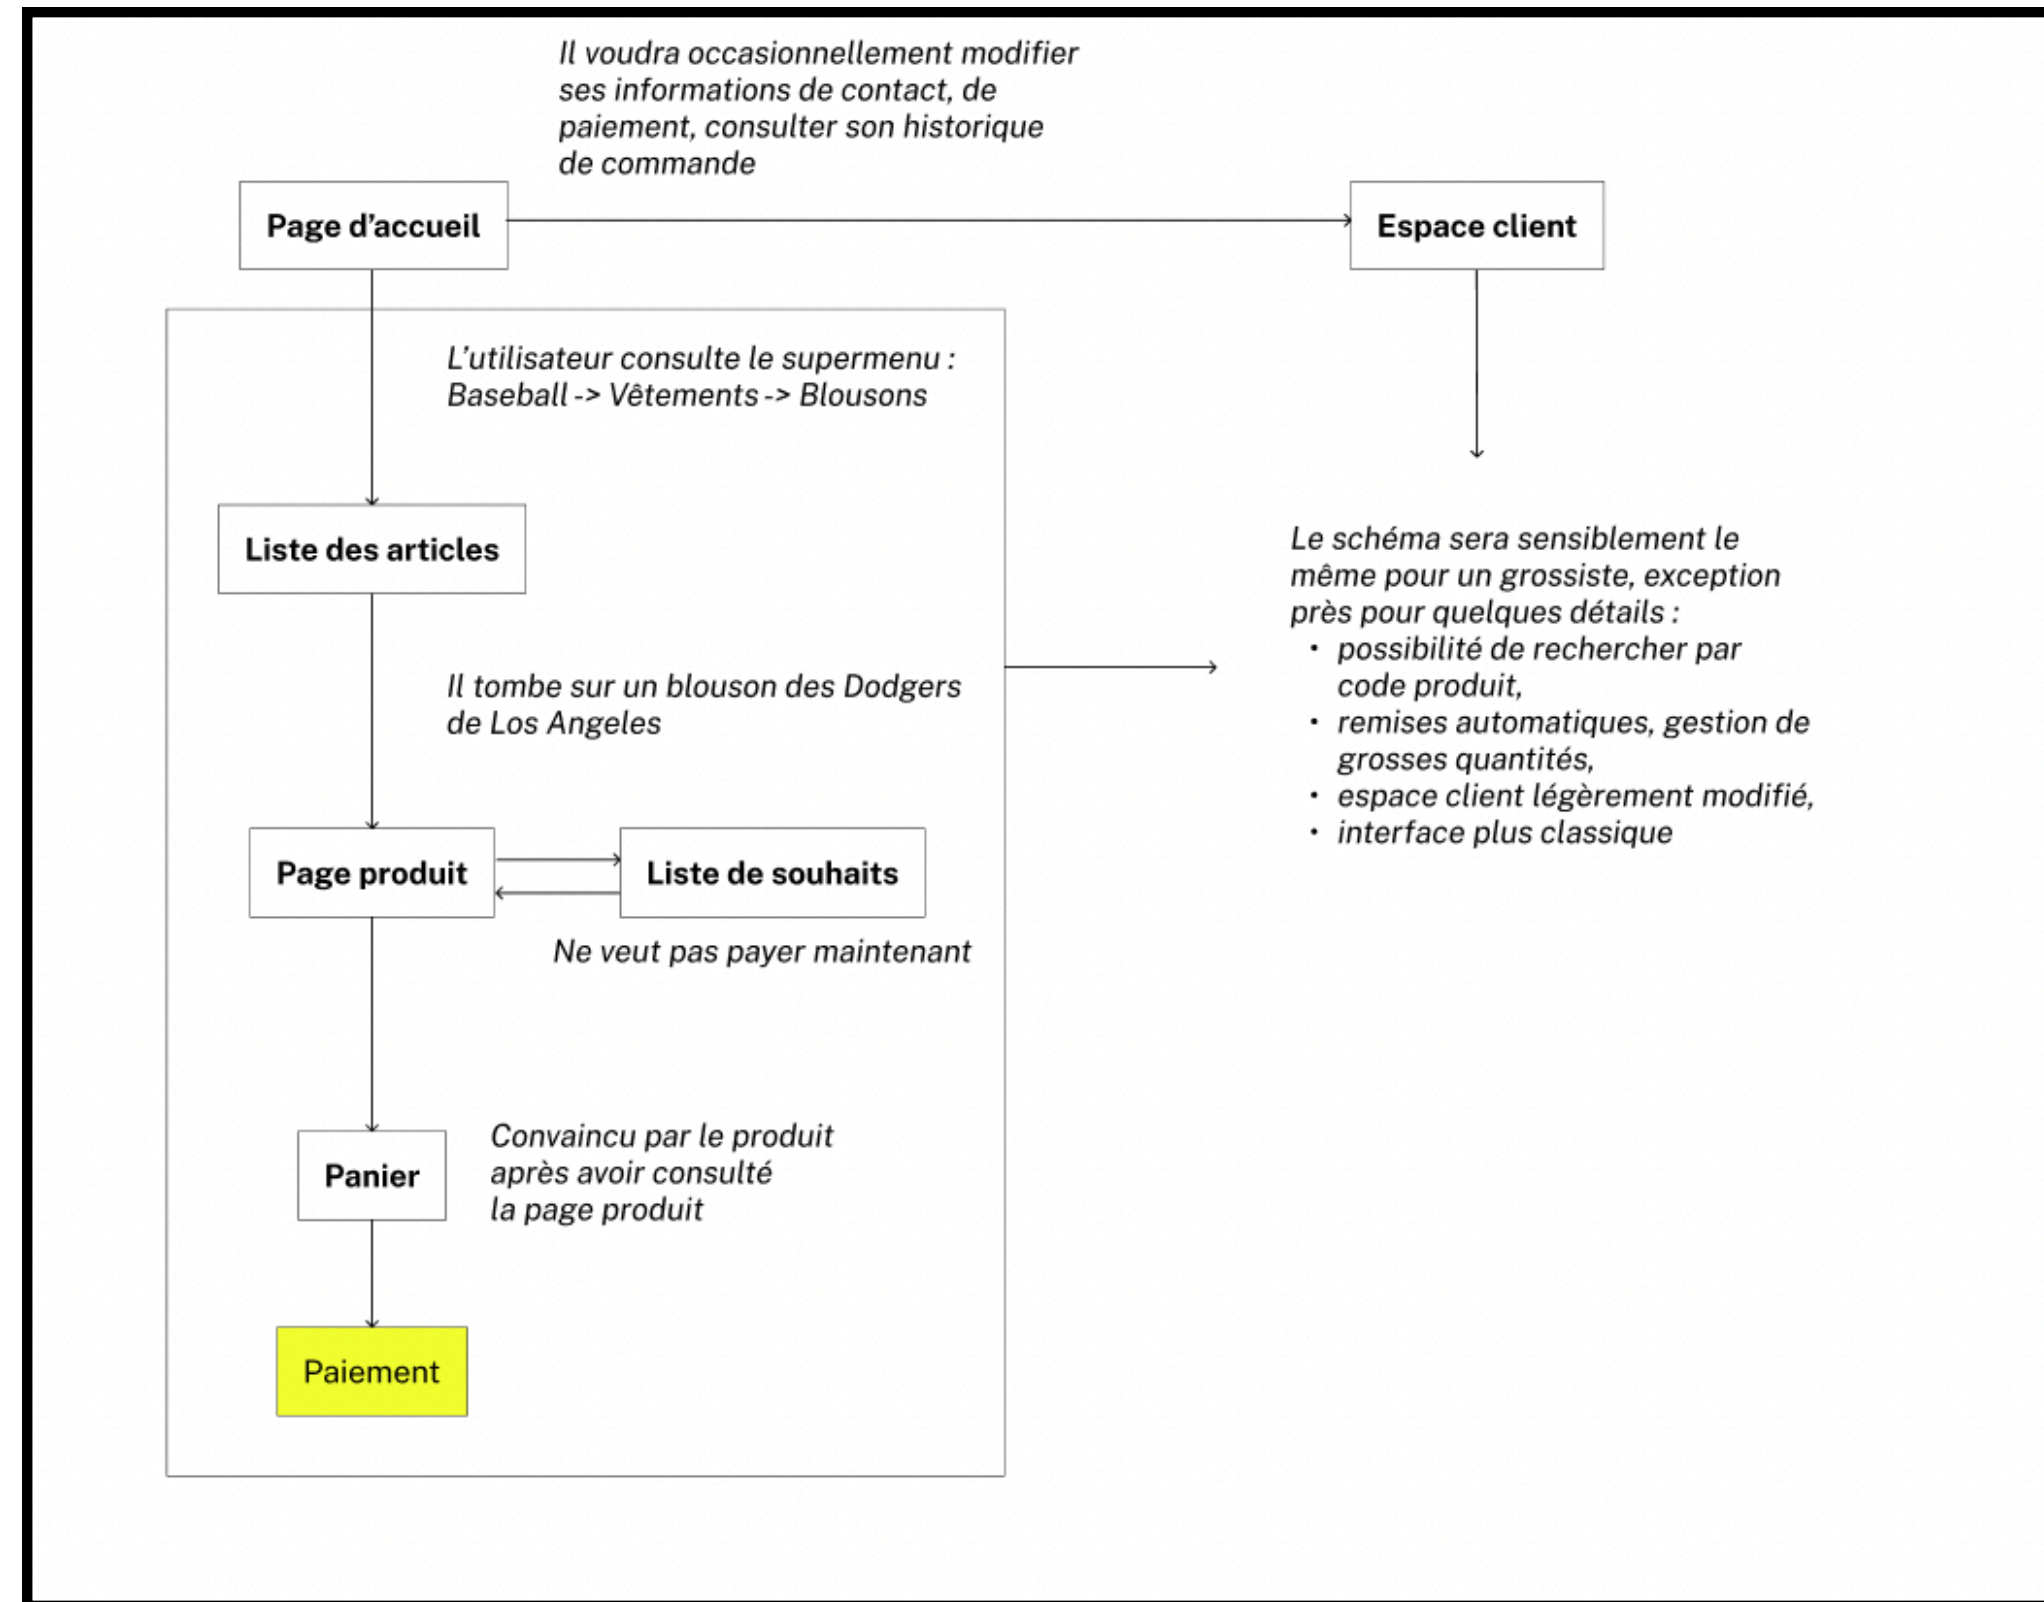 Il voudra occasionnellement modifier
ses informations de contact, de
paiement, consulter son historique
de commande
Page d’accueil
Espace client
L’utilisateur consulte le supermenu :
Baseball -> Vêtements -> Blousons
Liste des articles
Il tombe sur un blouson des Dodgers
de Los Angeles
Page produit
Liste de souhaits
Ne veut pas payer maintenant
Convaincu par le produit
après avoir consulté
la page produit
Panier
Paiement
Le schéma sera sensiblement le
même pour un grossiste, exception
près pour quelques détails :
• possibilité de rechercher par
code produit,
• remises automatiques, gestion de
grosses quantités,
• espace client légèrement modifié,
• interface plus classique